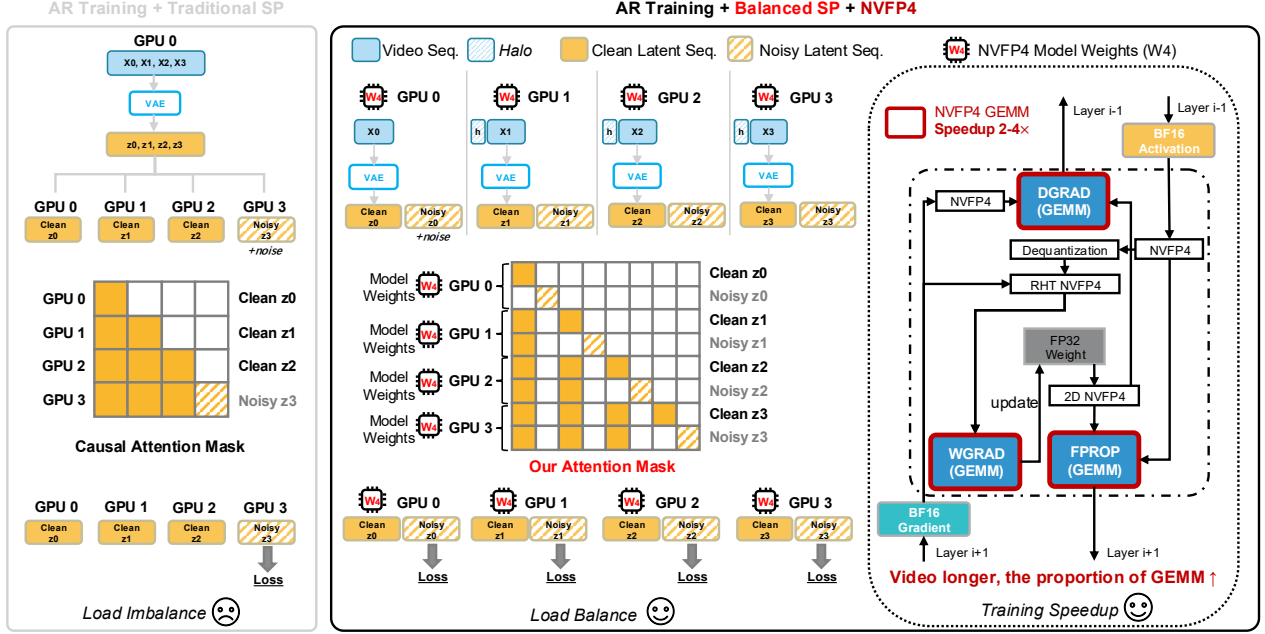 AR Training + Traditional SP
GPU 0
X0, X1, X2, X3
VAE
z0, z1, z2, z3
GPU 0 GPU 1 GPU 2 GPU 3
Clean z0
Clean z1
Clean z2
Noisy z3
+noise
GPU 0 Clean z0
GPU 1 Clean z1
GPU 2 Clean z2
GPU 3 Noisy z3
Causal Attention Mask
GPU 0 GPU 1 GPU 2 GPU 3
Clean z0
Clean z1
Clean z2
Noisy z3
Loss
Load Imbalance
AR Training + Balanced SP + NVFP4
Video Seq. Halo Clean Latent Seq. Noisy Latent Seq. W4 NVFP4 Model Weights (W4)
W4 GPU 0 W4 GPU 1 W4 GPU 2 W4 GPU 3
X0 h X1 h X2 h X3
VAE VAE VAE VAE
Clean z0
Noisy z0
Clean z1
Noisy z1
Clean z2
Noisy z2
Clean z3
Noisy z3
+noise
Model Weights W4 GPU 0
Clean z0
Noisy z0
Model Weights W4 GPU 1
Clean z1
Noisy z1
Model Weights W4 GPU 2
Clean z2
Noisy z2
Model Weights W4 GPU 3
Clean z3
Noisy z3
Our Attention Mask
W4 GPU 0 W4 GPU 1 W4 GPU 2 W4 GPU 3
Clean z0
Noisy z0
Clean z1
Noisy z1
Clean z2
Noisy z2
Clean z3
Noisy z3
Loss Loss Loss Loss
Load Balance
NVFP4 GEMM
Speedup 2-4×
Layer i-1
Layer i-1
BF16
Activation
NVFP4
DGRAD
(GEMM)
Dequantization
NVFP4
RHT NVFP4
FP32
Weight
update
2D NVFP4
WGRAD
(GEMM)
FPROP
(GEMM)
BF16
Gradient
Layer i+1
Layer i+1
Video longer, the proportion of GEMM ↑
Training Speedup